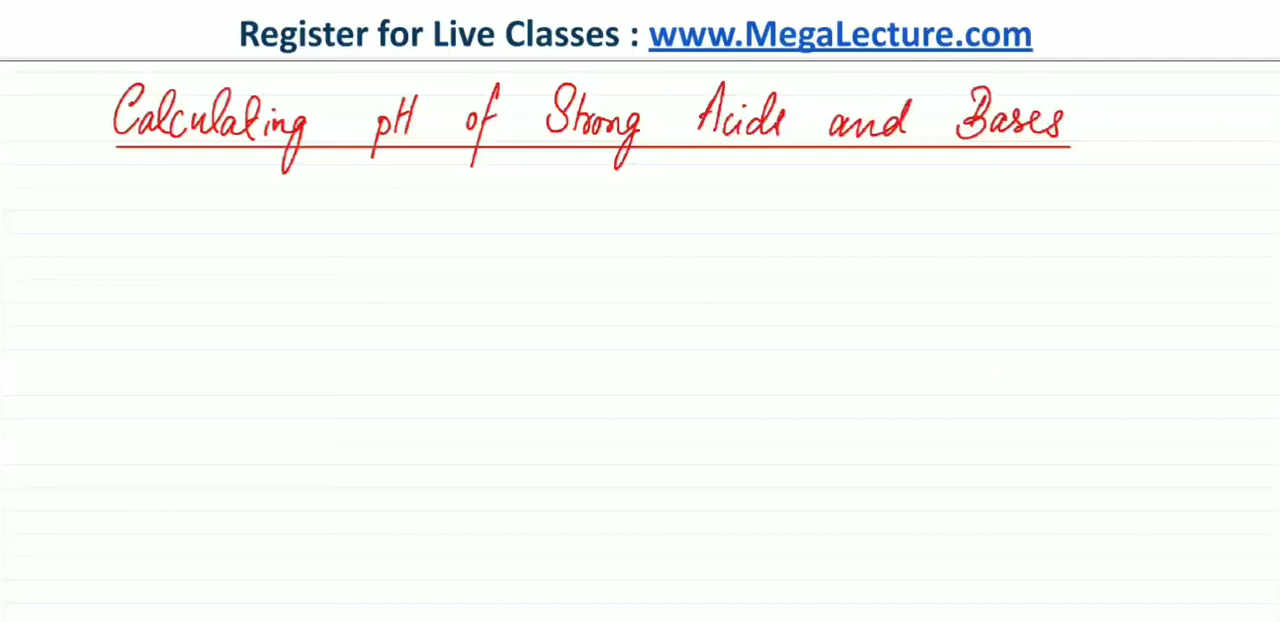 Register for Live Classes : www.MegaLecture.com
Calculating pH of Strong Acids and Bases